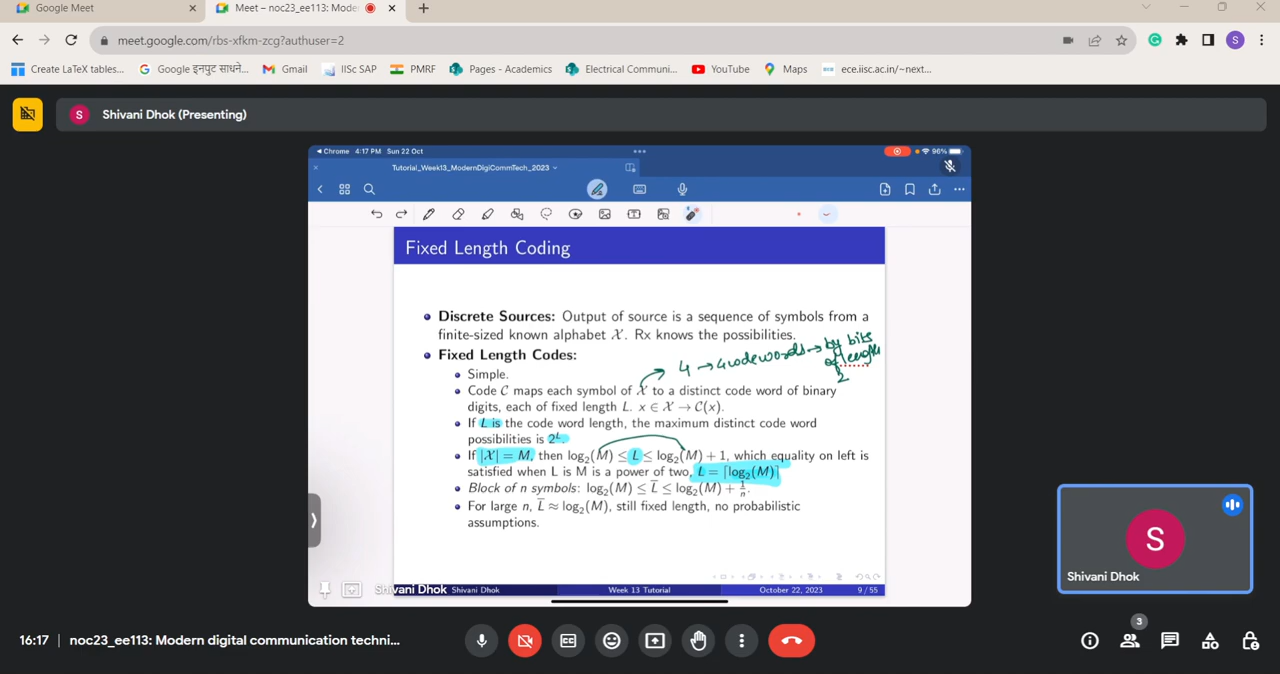 Google Meet
Meet – noc23_ee113: Mode
meet.google.com/rbs-xfkm-zcg?authuser=2
S
Create LaTeX tables...
Google इनपुट साधने...
Gmail
IISc SAP
PMRF
Pages - Academics
Electrical Communi...
YouTube
Maps
ece.iisc.ac.in/~next...
S Shivani Dhok (Presenting)
Chrome 4:17 PM Sun 22 Oct
96%
Tutorial_Week13_ModernDigiCommTech_2023
Fixed Length Coding
Discrete Sources: Output of source is a sequence of symbols from a
finite-sized known alphabet 𝒳. Rx knows the possibilities.
Fixed Length Codes:
4 → 4 codewords → by bits
of length
2
Simple.
Code 𝒞 maps each symbol of 𝒳 to a distinct code word of binary
digits, each of fixed length L. x ∈ 𝒳 → 𝒞(x).
If L is the code word length, the maximum distinct code word
possibilities is 2^L.
If |𝒳| = M, then log₂(M) ≤ L ≤ log₂(M) + 1, which equality on left is
satisfied when L is M is a power of two, L = ⌈log₂(M)⌉
Block of n symbols: log₂(M) ≤ L̅ ≤ log₂(M) + 1/n.
For large n, L̅ ≈ log₂(M), still fixed length, no probabilistic
assumptions.
Shivani Dhok
Shivani Dhok
Week 13 Tutorial
October 22, 2023
9 / 55
S
Shivani Dhok
16:17 | noc23_ee113: Modern digital communication techni...
3